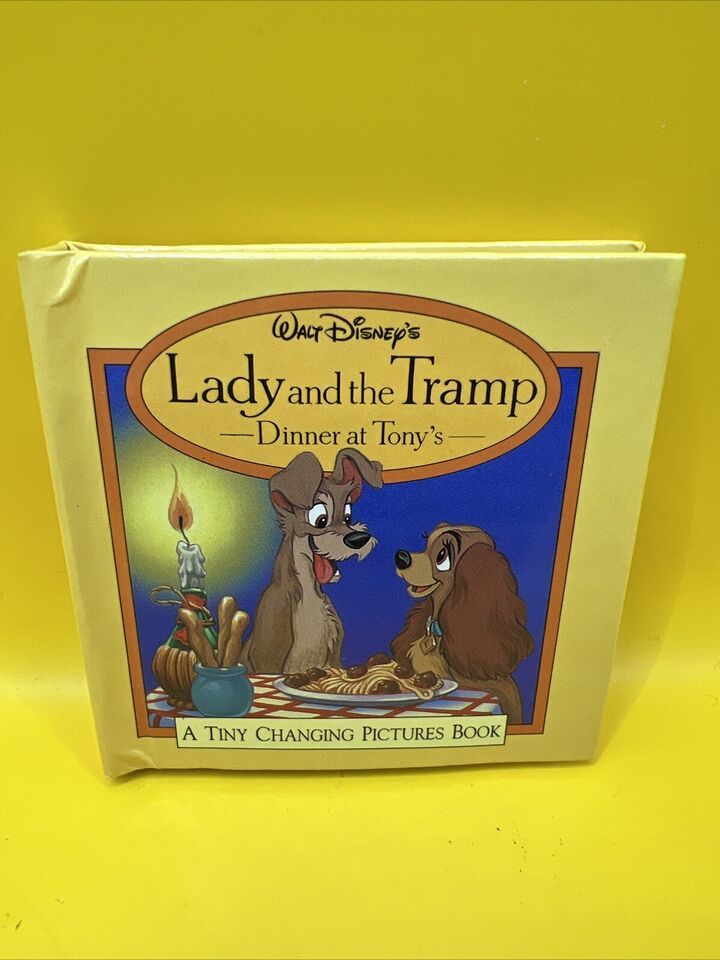 Walt Disney's
Lady and the Tramp
—Dinner at Tony's—
A Tiny Changing Pictures Book